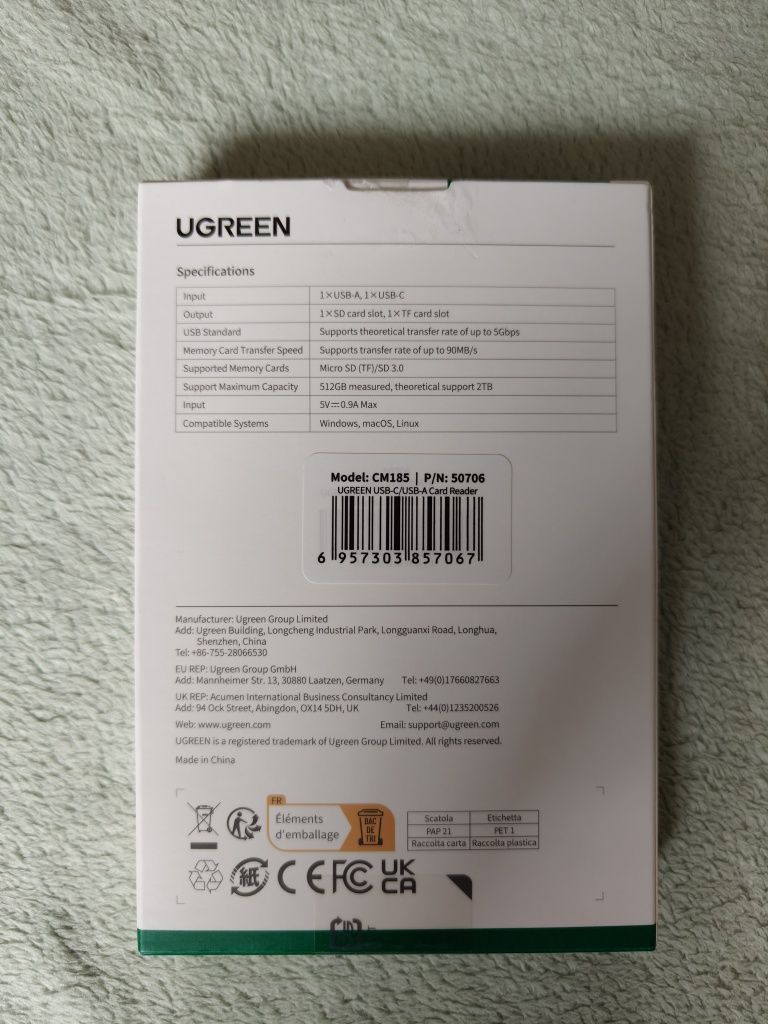 UGREEN
Specifications
Input 1×USB-A, 1×USB-C
Output 1×SD card slot, 1×TF card slot
USB Standard Supports theoretical transfer rate of up to 5Gbps
Memory Card Transfer Speed Supports transfer rate of up to 90MB/s
Supported Memory Cards Micro SD (TF)/SD 3.0
Support Maximum Capacity 512GB measured, theoretical support 2TB
Input 5V⎓0.9A Max
Compatible Systems Windows, macOS, Linux
Model: CM185 | P/N: 50706
UGREEN USB-C/USB-A Card Reader
6 957303 857067
Manufacturer: Ugreen Group Limited
Add: Ugreen Building, Longcheng Industrial Park, Longguanxi Road, Longhua,
Shenzhen, China
Tel: +86-755-28066530
EU REP: Ugreen Group GmbH
Add: Mannheimer Str. 13, 30880 Laatzen, Germany Tel: +49(0)17660827663
UK REP: Acumen International Business Consultancy Limited
Add: 94 Ock Street, Abingdon, OX14 5DH, UK Tel: +44(0)1235200526
Web: www.ugreen.com Email: support@ugreen.com
UGREEN is a registered trademark of Ugreen Group Limited. All rights reserved.
Made in China
FR
Éléments
d'emballage
BAC
DE
TRI
Scatola Etichetta
PAP 21 PET 1
Raccolta carta Raccolta plastica
紙 CE FC UK
CA